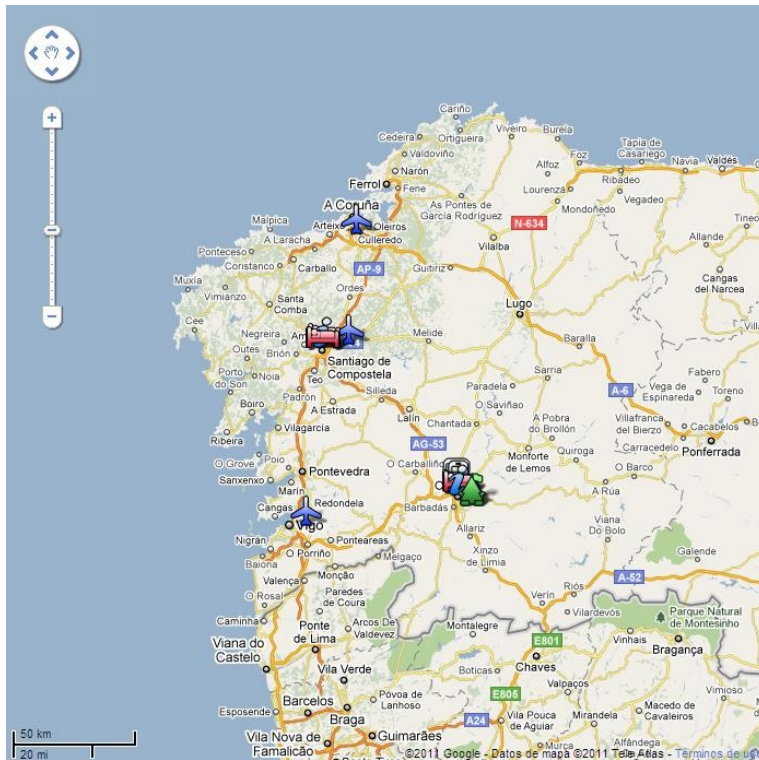 Cariño
Cedeira
Ortigueira
Viveiro
Burela
Valdoviño
Tapia de
Casariego
Navia
Valdés
Foz
Alfoz
Ribadeo
Narón
Ferrol
Fene
Lourenzá
Vegadeo
Mondoñedo
As Pontes de
García Rodríguez
A Coruña
Malpica
Arteixo
Oleiros
Culleredo
N-634
Tineo
Allande
A Laracha
Vilalba
Ponteceso
Coristanco
Carballo
AP-9
Guitiriz
Cangas
del Narcea
Muxía
Vimianzo
Ordes
Santa
Comba
Lugo
Cee
Negreira
Melide
Baralla
Outes
Brión
Santiago de
Compostela
Porto
do Son
Noia
Teo
Padrón
Silleda
Paradela
Sarria
A-6
Fabero
Vega de
Espinareda
Toreno
Boiro
A Estrada
Lalín
O Saviñao
Chantada
A Pobra
do Brollón
Villafranca
del Bierzo
Cacabelos
Ribeira
Vilagarcía
AG-53
Monforte
de Lemos
Quiroga
Carracedelo
Ponferrada
O Grove
Poio
Pontevedra
O Carballiño
O Barco
Sanxenxo
Marín
A Rúa
Cangas
Redondela
Barbadás
Vigo
Allariz
Viana
Do Bolo
Nigrán
Ponteareas
O Porriño
Xinzo
de Limia
Galende
Baiona
Melgaço
Valença
Monção
A-52
O Rosal
Paredes
de Coura
Verín
Riós
Vilardevós
Caminha
Arcos De
Valdevez
Montalegre
Parque Natural
de Montesinho
Ponte
de Lima
E801
Vinhais
Viana do
Castelo
Bragança
Vila Verde
Boticas
Chaves
Valpaços
Vimioso
Esposende
Barcelos
Póvoa de
Lanhoso
E805
Braga
A24
Vila Pouca
de Aguiar
Mirandela
Macedo de
Cavaleiros
50 km
20 mi
Vila Nova de
Famalicão
Guimarães
Murca
Alfândega
©2011 Google - Datos de mapa ©2011 Tele Atlas - Términos de uso